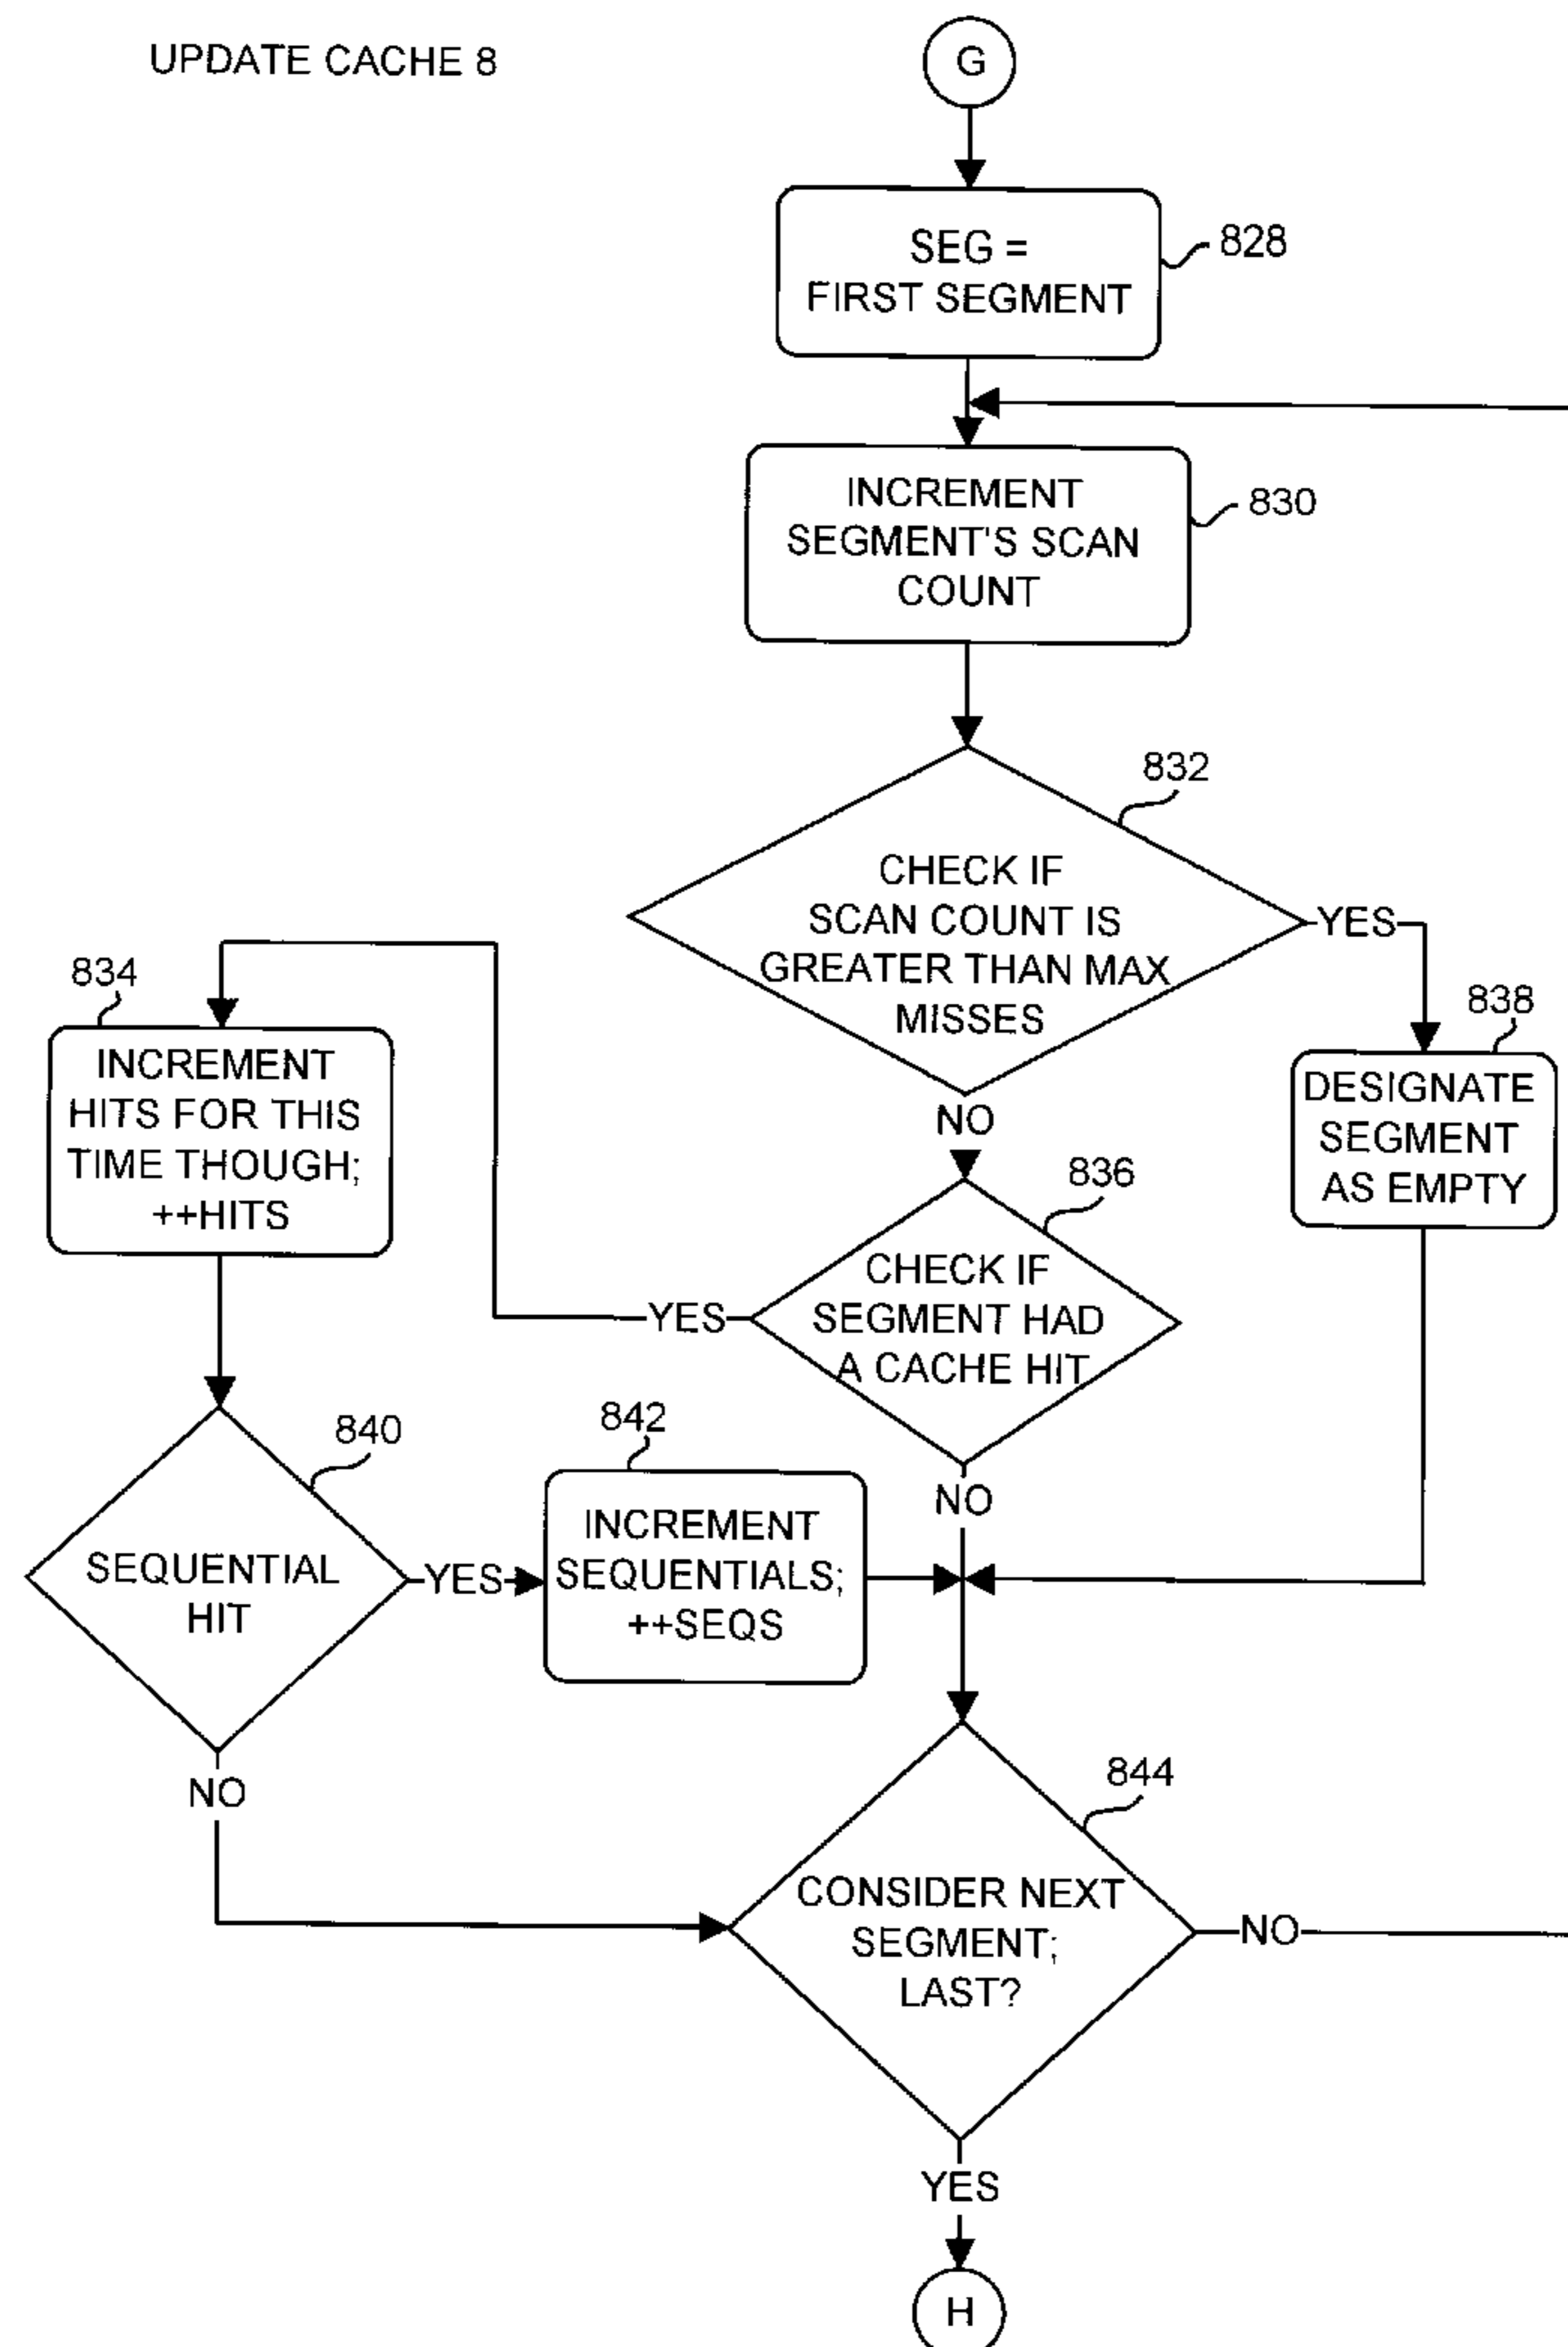 UPDATE CACHE 8
G
SEG =
FIRST SEGMENT
828
INCREMENT
SEGMENT'S SCAN
COUNT
830
832
CHECK IF
SCAN COUNT IS
GREATER THAN MAX
MISSES
YES
NO
834
INCREMENT
HITS FOR THIS
TIME THOUGH;
++HITS
838
DESIGNATE
SEGMENT
AS EMPTY
836
CHECK IF
SEGMENT HAD
A CACHE HIT
YES
NO
840
SEQUENTIAL
HIT
YES
NO
842
INCREMENT
SEQUENTIALS;
++SEQS
844
CONSIDER NEXT
SEGMENT;
LAST?
NO
YES
H